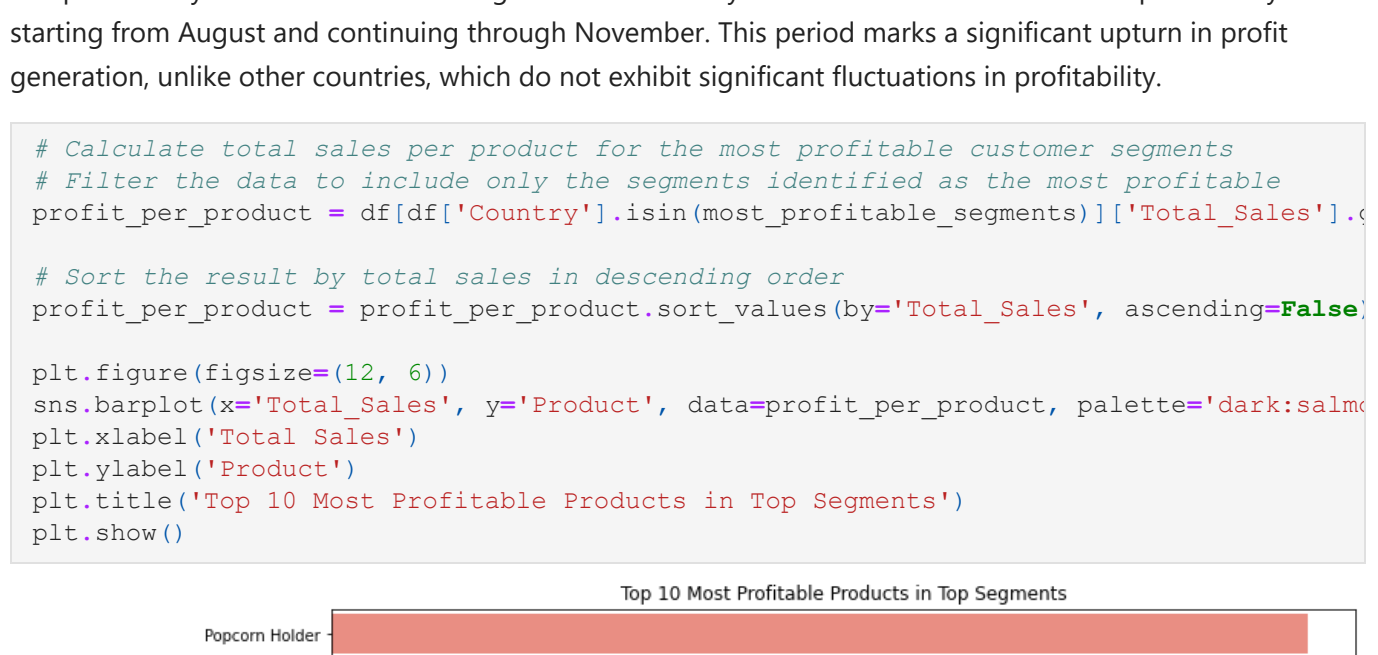 starting from August and continuing through November. This period marks a significant upturn in profit
generation, unlike other countries, which do not exhibit significant fluctuations in profitability.
# Calculate total sales per product for the most profitable customer segments
# Filter the data to include only the segments identified as the most profitable
profit_per_product = df[df['Country'].isin(most_profitable_segments)]['Total_Sales'].
# Sort the result by total sales in descending order
profit_per_product = profit_per_product.sort_values(by='Total_Sales', ascending=False)
plt.figure(figsize=(12, 6))
sns.barplot(x='Total_Sales', y='Product', data=profit_per_product, palette='dark:salmo
plt.xlabel('Total Sales')
plt.ylabel('Product')
plt.title('Top 10 Most Profitable Products in Top Segments')
plt.show()
Top 10 Most Profitable Products in Top Segments
Popcorn Holder